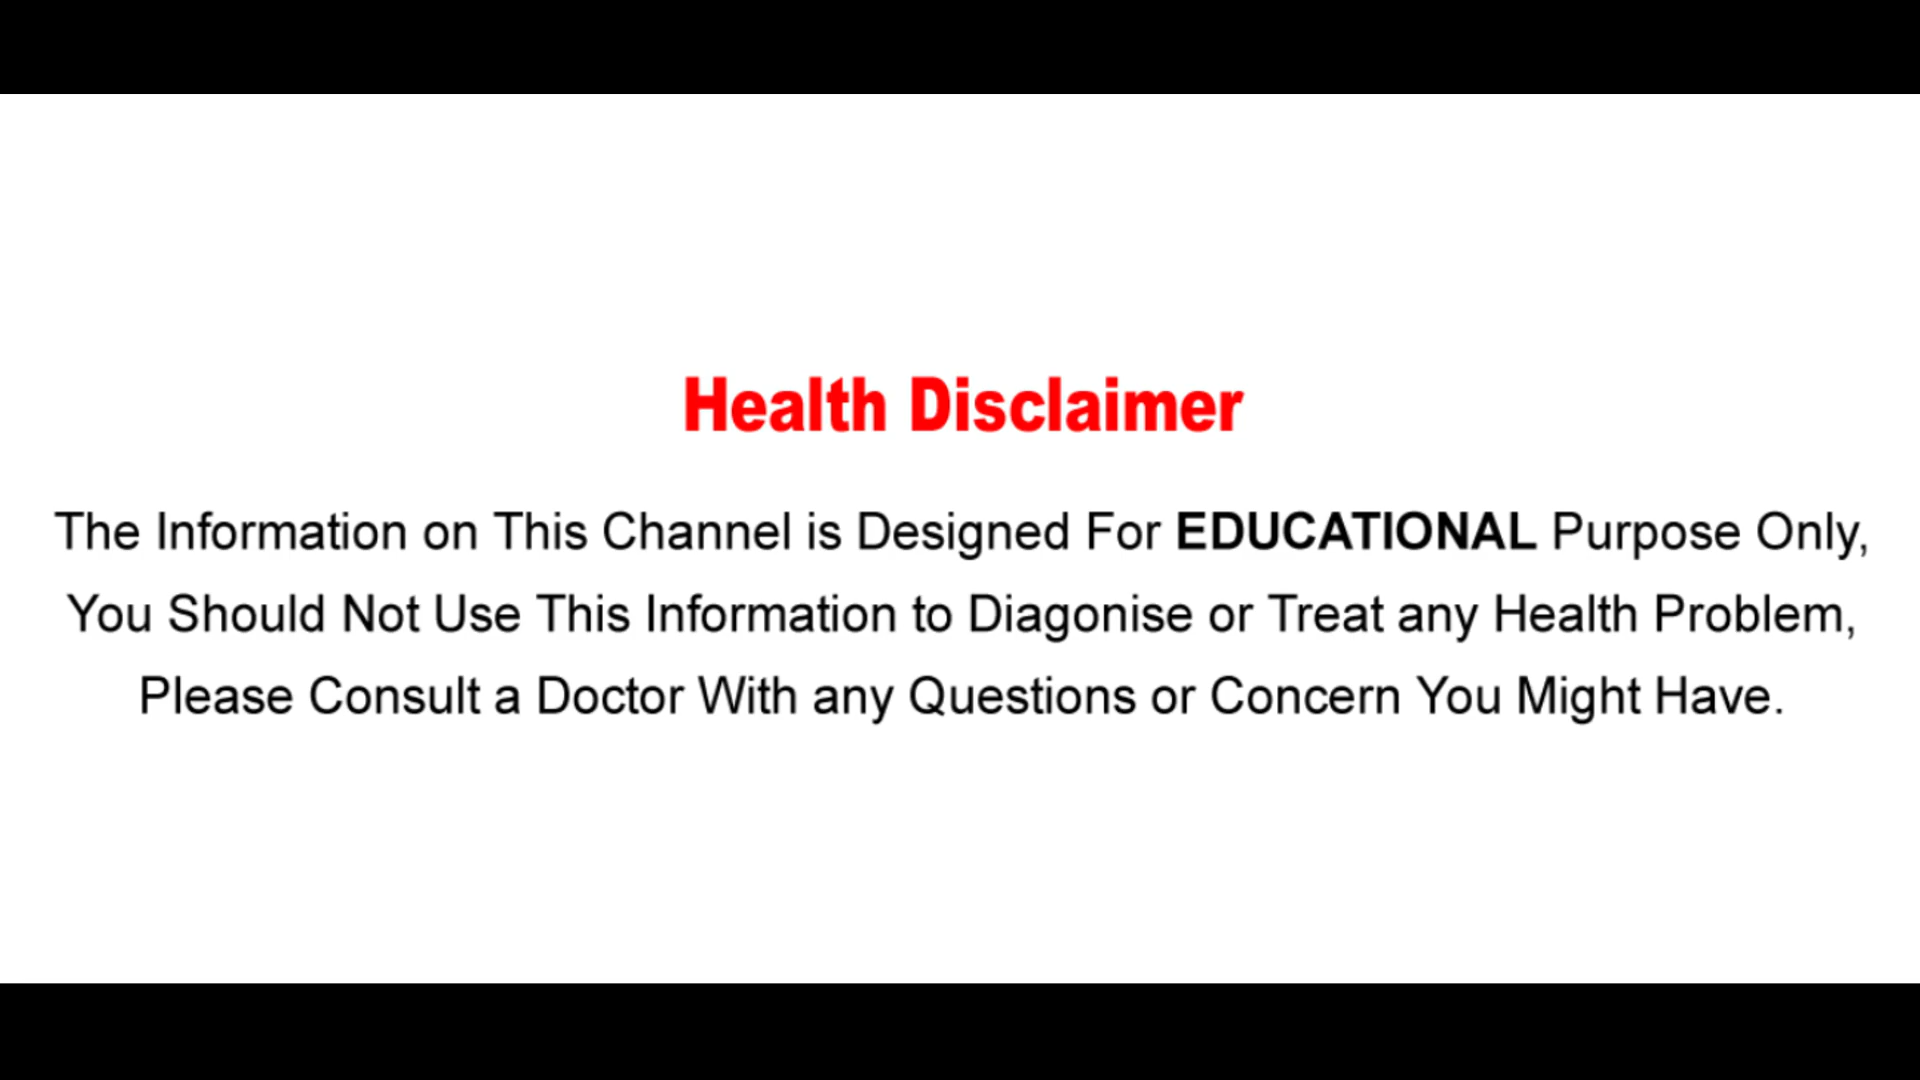 Health Disclaimer
The Information on This Channel is Designed For EDUCATIONAL Purpose Only,
You Should Not Use This Information to Diagonise or Treat any Health Problem,
Please Consult a Doctor With any Questions or Concern You Might Have.